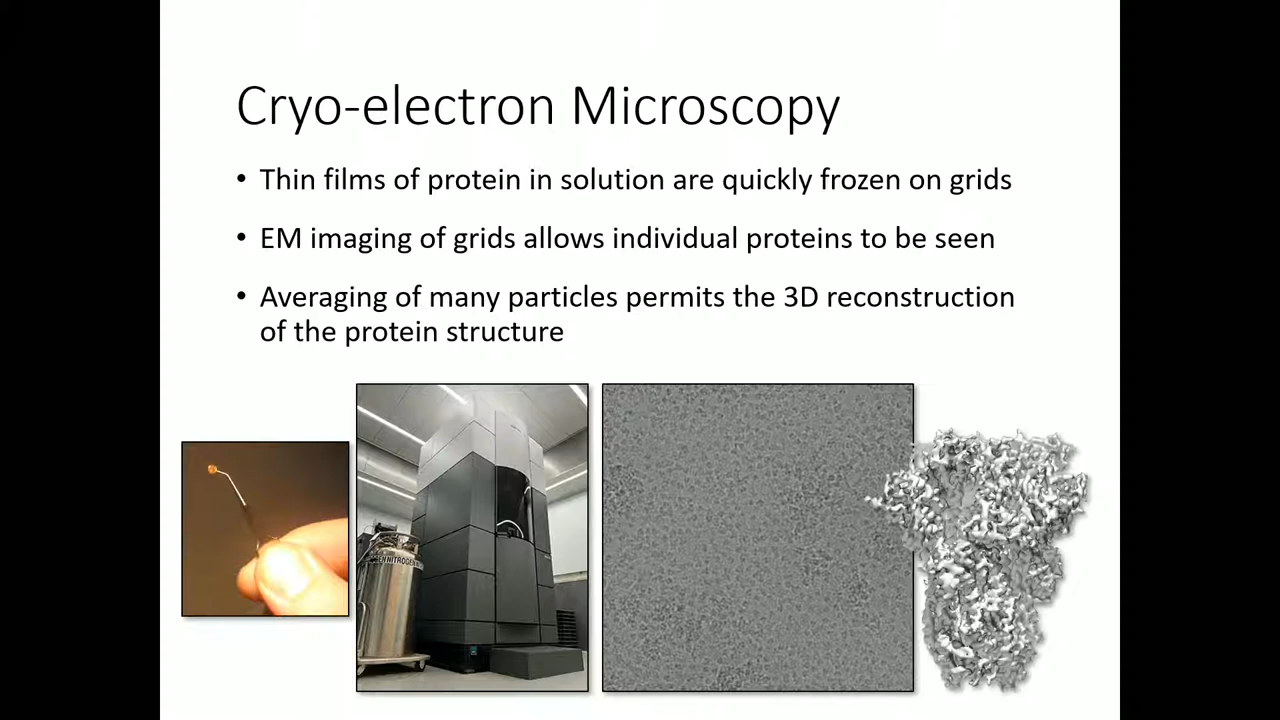 Cryo-electron Microscopy
• Thin films of protein in solution are quickly frozen on grids
• EM imaging of grids allows individual proteins to be seen
• Averaging of many particles permits the 3D reconstruction
of the protein structure
NITROGEN